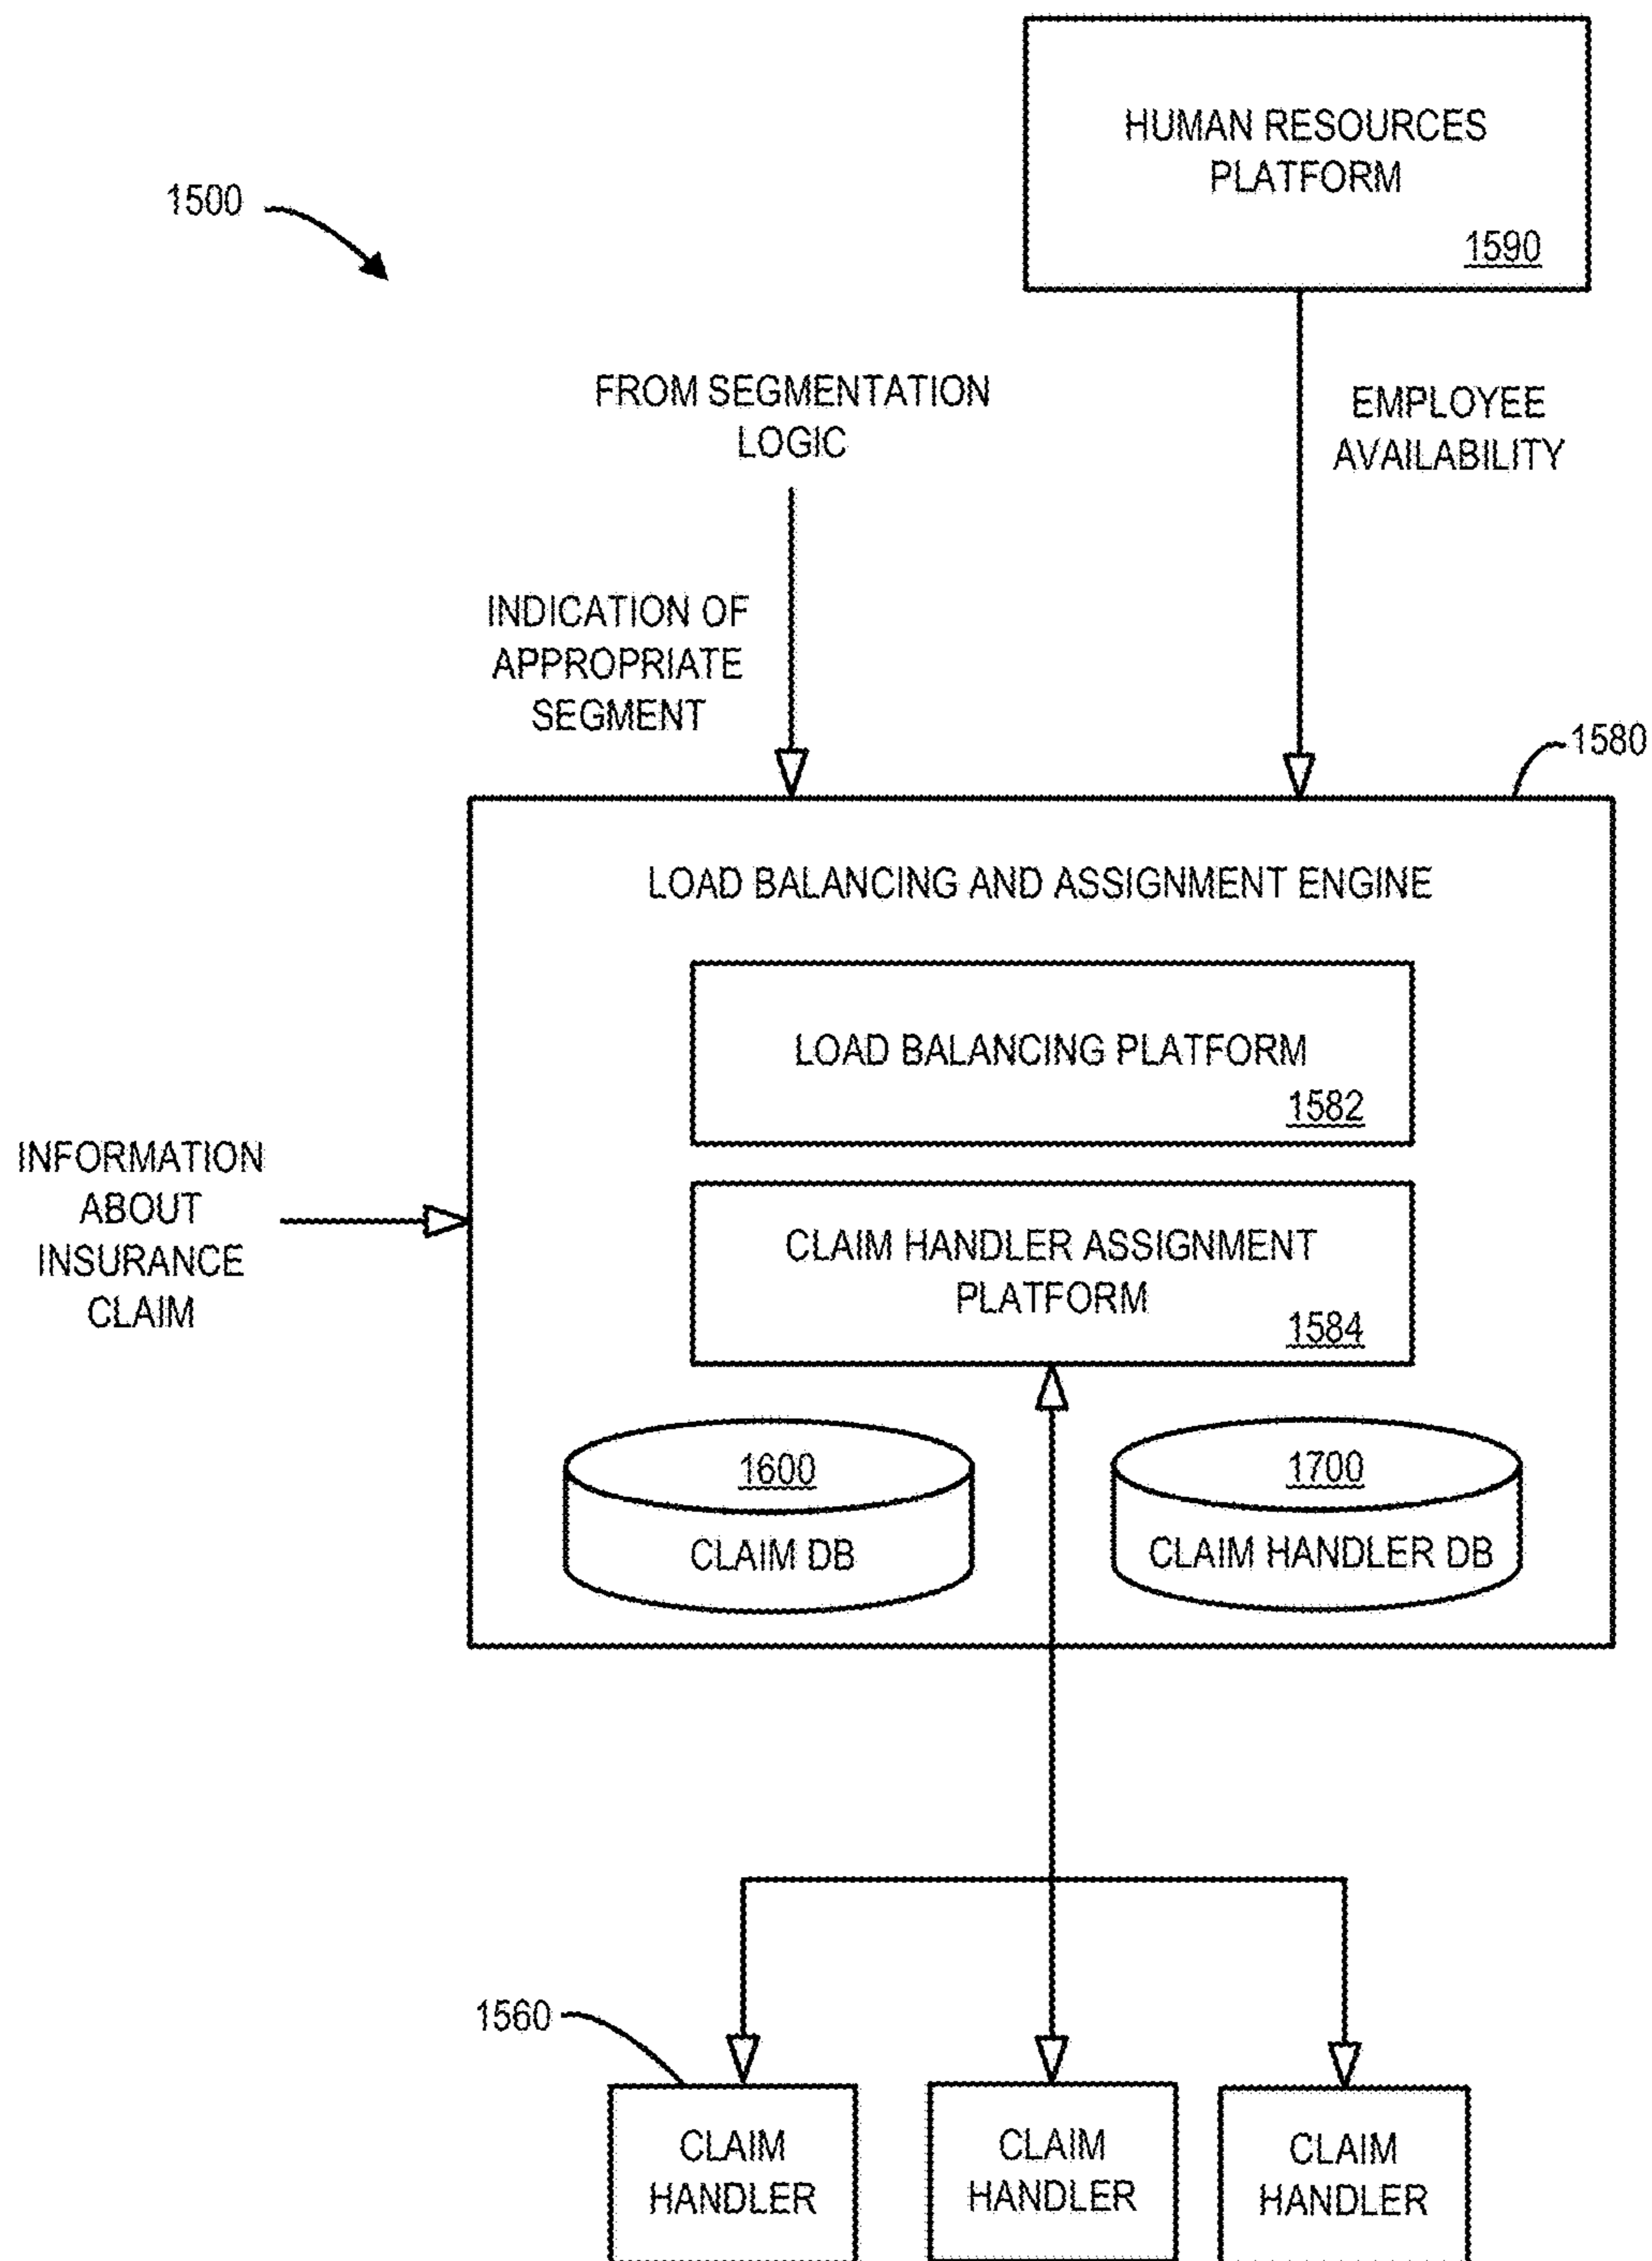 HUMAN RESOURCES
PLATFORM
1590
1500
FROM SEGMENTATION
LOGIC
EMPLOYEE
AVAILABILITY
INDICATION OF
APPROPRIATE
SEGMENT
1580
LOAD BALANCING AND ASSIGNMENT ENGINE
LOAD BALANCING PLATFORM
1582
INFORMATION
ABOUT
INSURANCE
CLAIM
CLAIM HANDLER ASSIGNMENT
PLATFORM
1584
1600
CLAIM DB
1700
CLAIM HANDLER DB
1560
CLAIM
HANDLER
CLAIM
HANDLER
CLAIM
HANDLER